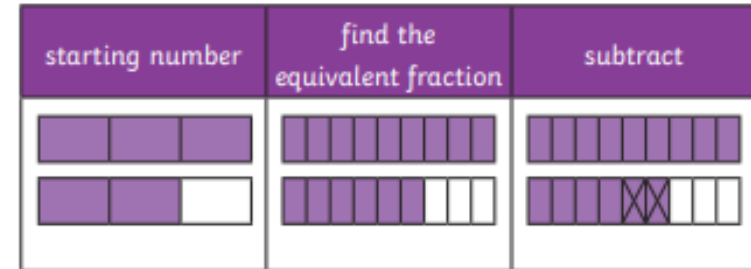 starting number
find the
equivalent fraction
subtract